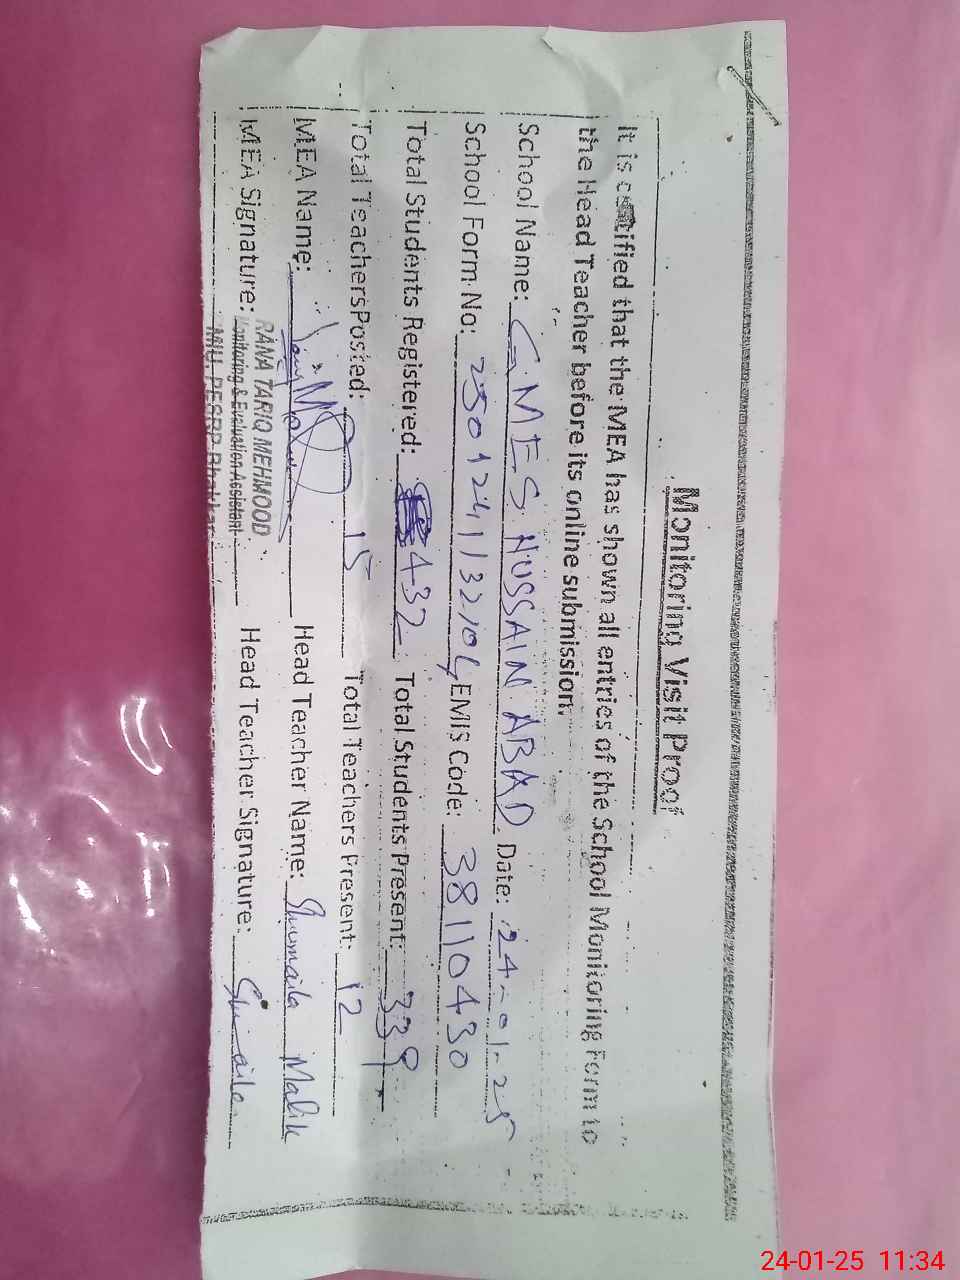 Monitoring Visit Proof
It is certified that the MEA has shown all entries of the School Monitoring Form to
the Head Teacher before its online submission.
School Name: GMES HUSSAIN ABAD Date: 24-01-25
School Form No: EMIS Code: 38110430
Total Students Registered: 432 Total Students Present: 339
Total Teachers Posted: 15 Total Teachers Present: 12
MEA Name: Head Teacher Name: Shumaila Malik
MEA Signature: Head Teacher Signature: Shumaila
RANA TARIQ MEHMOOD
Monitoring & Evaluation Assistant
MU, PESRP Bhakkar
24-01-25 11:34